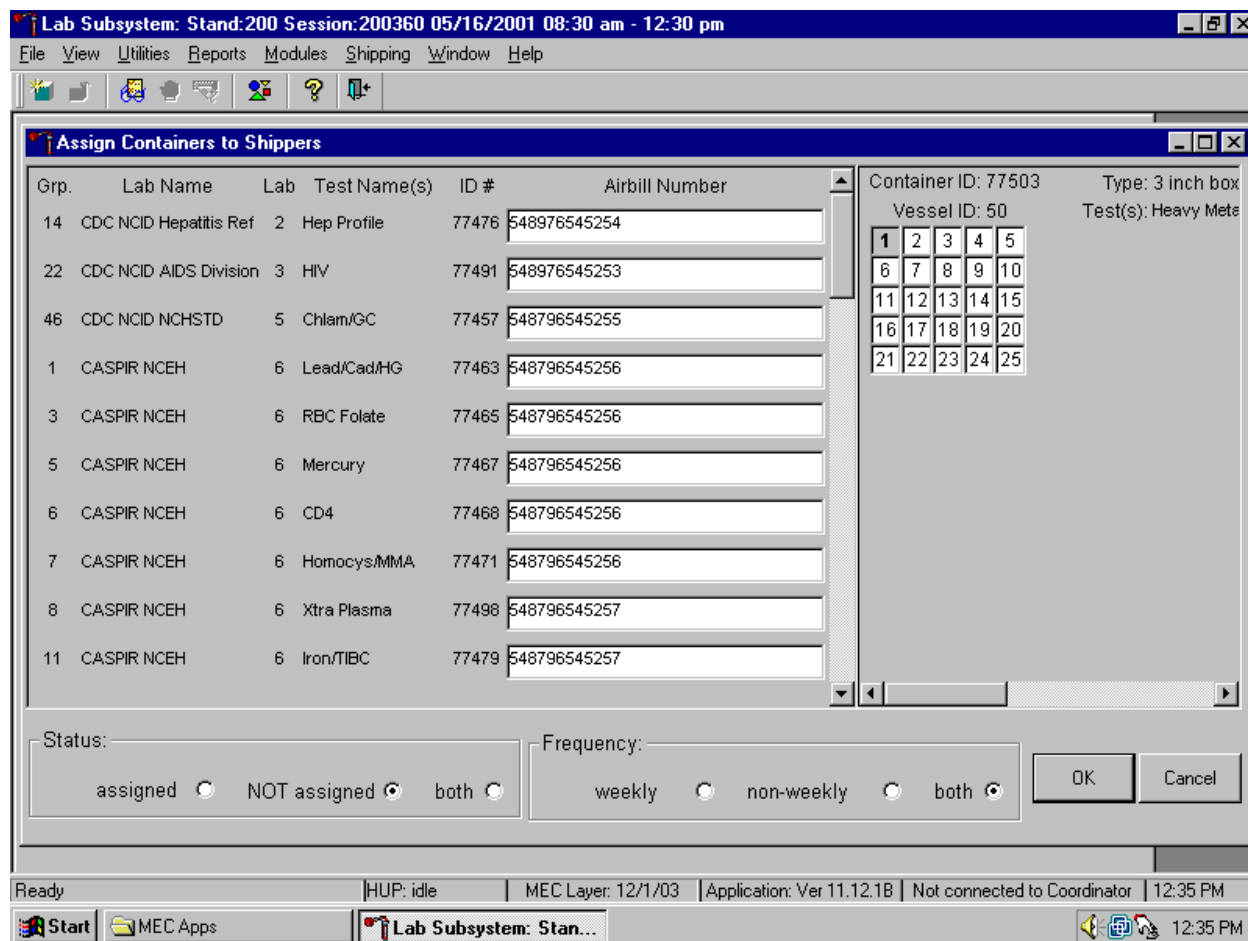 Lab Subsystem: Stand:200 Session:200360 05/16/2001 08:30 am - 12:30 pm
File View Utilities Reports Modules Shipping Window Help
Assign Containers to Shippers
Grp. Lab Name Lab Test Name(s) ID # Airbill Number
14 CDC NCID Hepatitis Ref 2 Hep Profile 77476 548976545254
22 CDC NCID AIDS Division 3 HIV 77491 548976545253
46 CDC NCID NCHSTD 5 Chlam/GC 77457 548796545255
1 CASPIR NCEH 6 Lead/Cad/HG 77463 548796545256
3 CASPIR NCEH 6 RBC Folate 77465 548796545256
5 CASPIR NCEH 6 Mercury 77467 548796545256
6 CASPIR NCEH 6 CD4 77468 548796545256
7 CASPIR NCEH 6 Homocys/MMA 77471 548796545256
8 CASPIR NCEH 6 Xtra Plasma 77498 548796545257
11 CASPIR NCEH 6 Iron/TIBC 77479 548796545257
Container ID: 77503 Type: 3 inch box
Vessel ID: 50 Test(s): Heavy Meta
1 2 3 4 5
6 7 8 9 10
11 12 13 14 15
16 17 18 19 20
21 22 23 24 25
Status:
assigned NOT assigned both
Frequency:
weekly non-weekly both
OK Cancel
Ready HUP: idle MEC Layer: 12/1/03 Application: Ver 11.12.1B Not connected to Coordinator 12:35 PM
Start MEC Apps Lab Subsystem: Stan... 12:35 PM